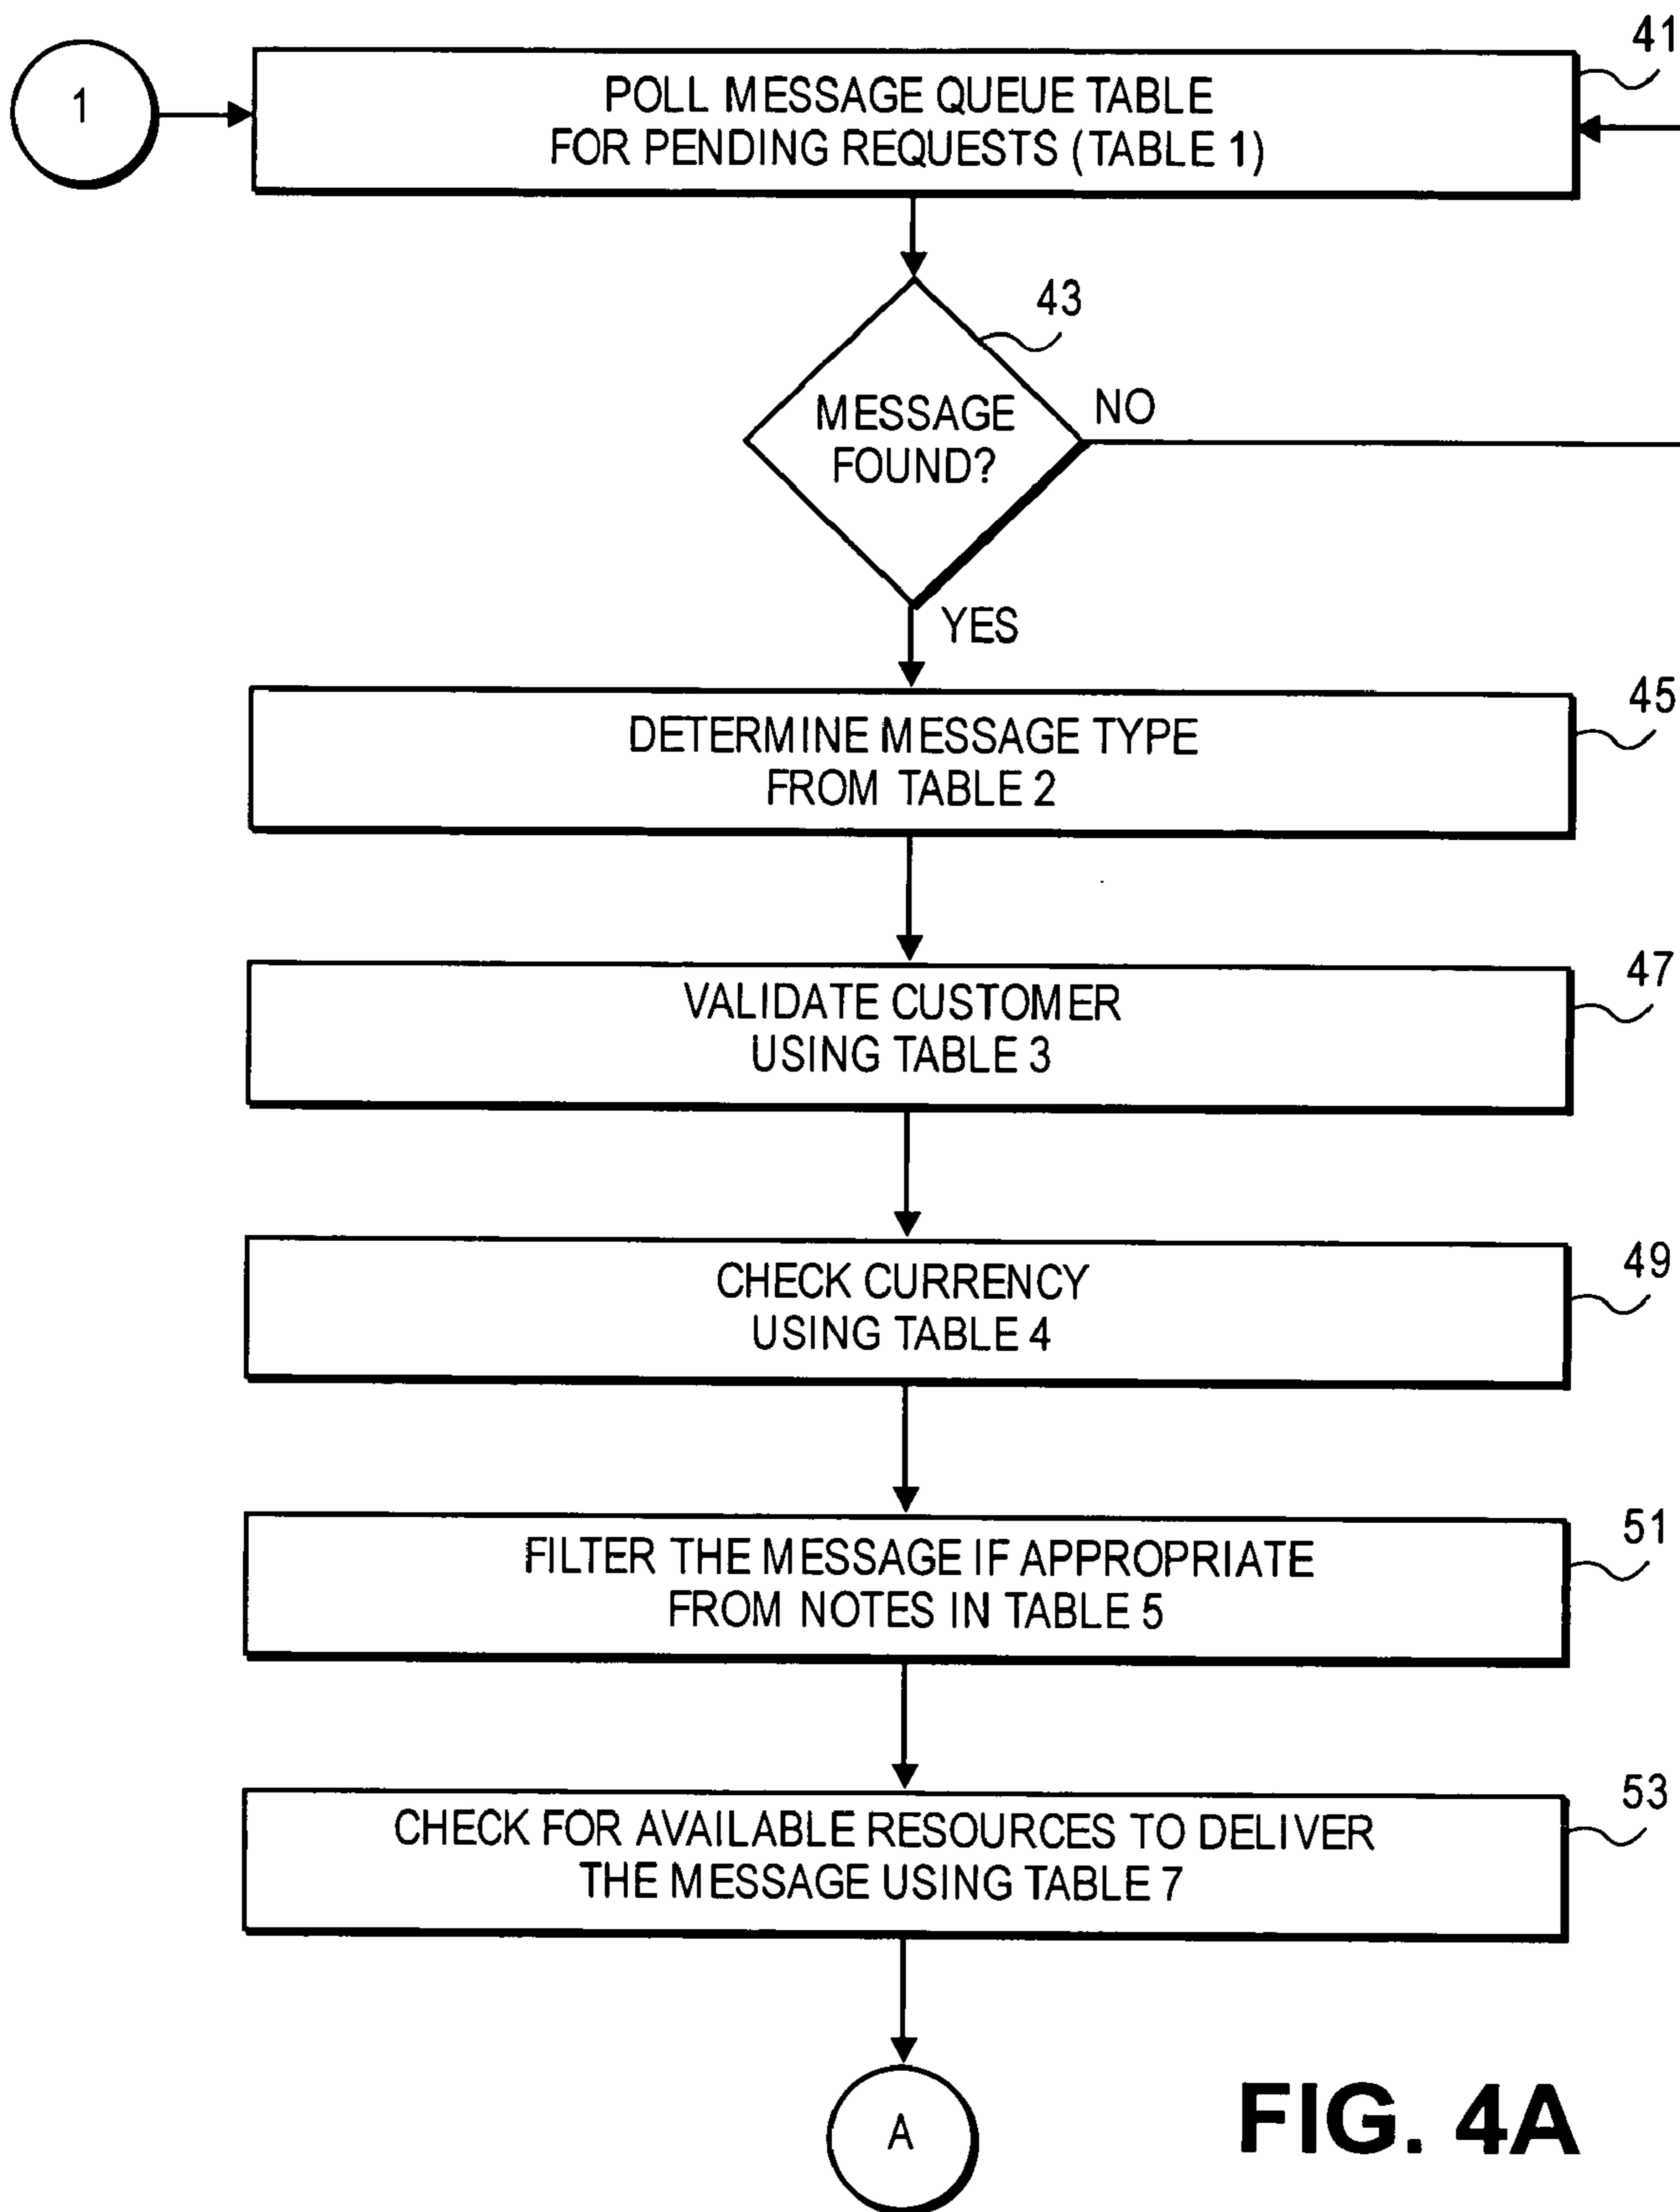 41
1
POLL MESSAGE QUEUE TABLE
FOR PENDING REQUESTS (TABLE 1)
43
MESSAGE
FOUND?
NO
YES
45
DETERMINE MESSAGE TYPE
FROM TABLE 2
47
VALIDATE CUSTOMER
USING TABLE 3
49
CHECK CURRENCY
USING TABLE 4
51
FILTER THE MESSAGE IF APPROPRIATE
FROM NOTES IN TABLE 5
53
CHECK FOR AVAILABLE RESOURCES TO DELIVER
THE MESSAGE USING TABLE 7
A
FIG. 4A